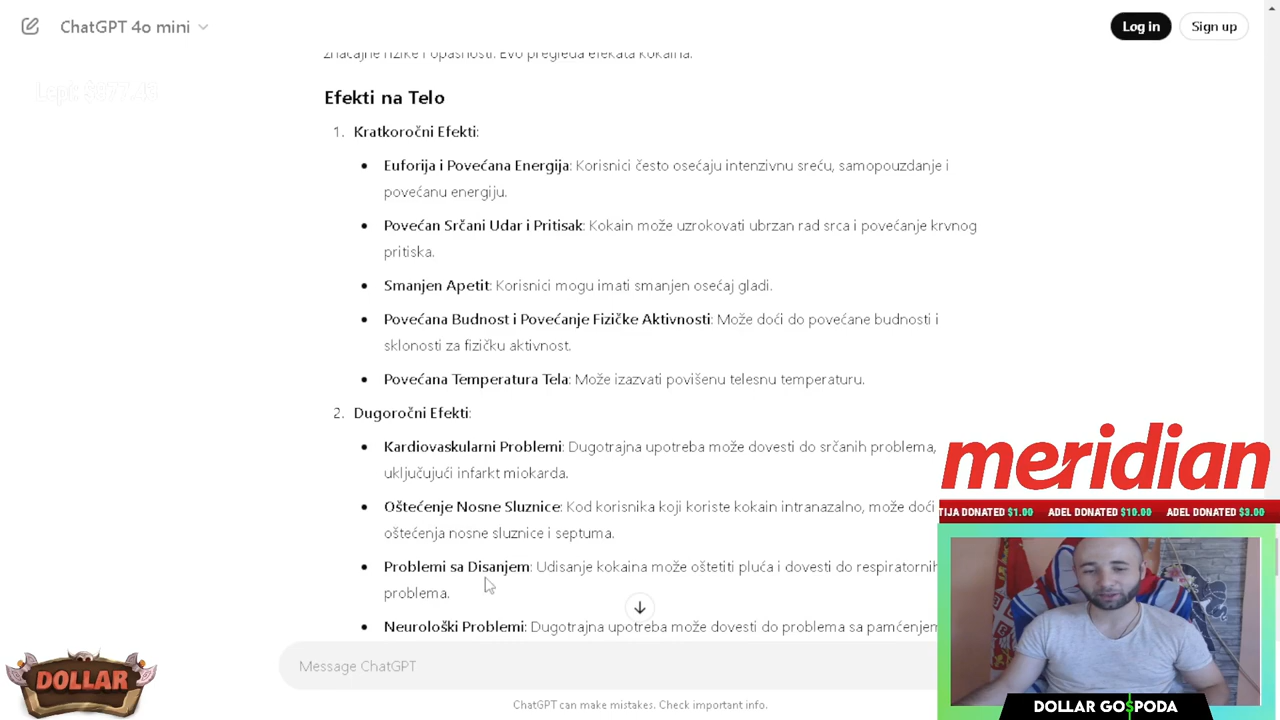 ChatGPT 4o mini
Log in
Sign up
značajne rizike i opasnosti. Evo pregleda efekata kokaina:
Efekti na Telo
1. Kratkoročni Efekti:
• Euforija i Povećana Energija: Korisnici često osećaju intenzivnu sreću, samopouzdanje i
povećanu energiju.
• Povećan Srčani Udar i Pritisak: Kokain može uzrokovati ubrzan rad srca i povećanje krvnog
pritiska.
• Smanjen Apetit: Korisnici mogu imati smanjen osećaj gladi.
• Povećana Budnost i Povećanje Fizičke Aktivnosti: Može doći do povećane budnosti i
sklonosti za fizičku aktivnost.
• Povećana Temperatura Tela: Može izazvati povišenu telesnu temperaturu.
2. Dugoročni Efekti:
• Kardiovaskularni Problemi: Dugotrajna upotreba može dovesti do srčanih problema,
uključujući infarkt miokarda.
• Oštećenje Nosne Sluznice: Kod korisnika koji koriste kokain intranazalno, može doći
oštećenja nosne sluznice i septuma.
• Problemi sa Disanjem: Udisanje kokaina može oštetiti pluća i dovesti do respiratornih
problema.
• Neurološki Problemi: Dugotrajna upotreba može dovesti do problema sa pamćenjem
Message ChatGPT
ChatGPT can make mistakes. Check important info.
meridian
TIJA DONATED $1.00 ADEL DONATED $10.00 ADEL DONATED $3.00
DOLLAR
DOLLAR GO$PODA